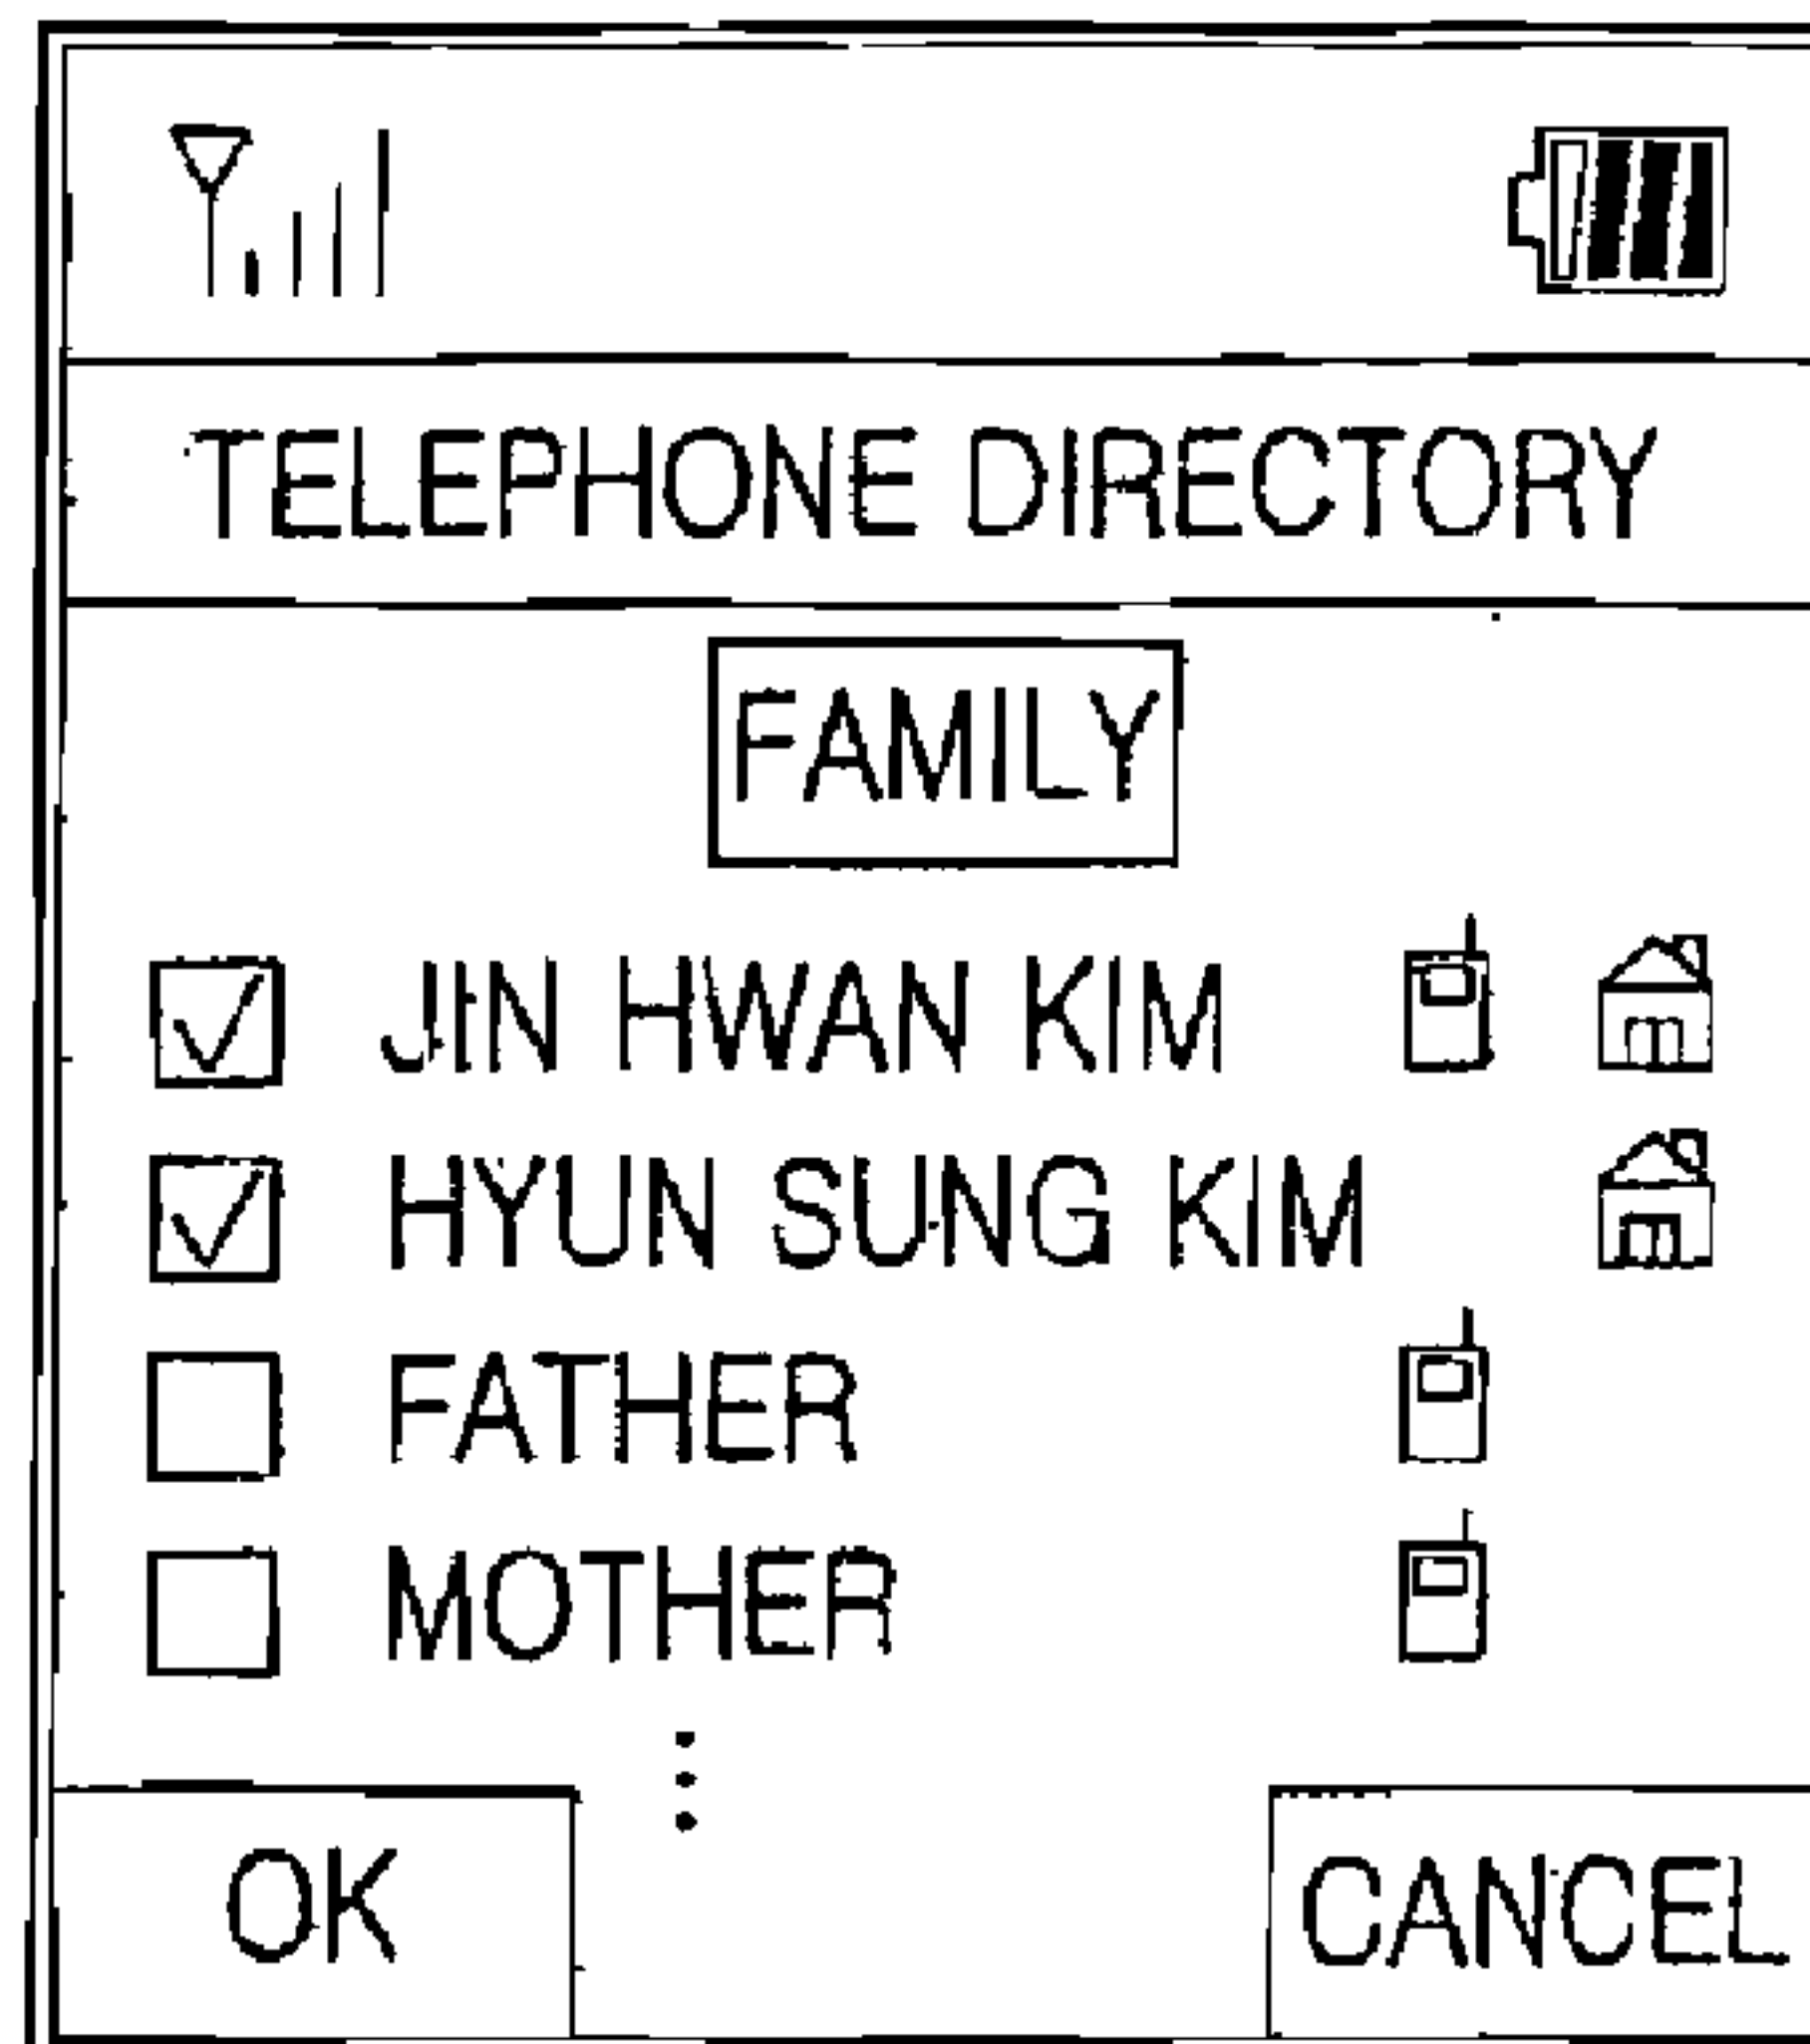 TELEPHONE DIRECTORY
FAMILY
JIN HWAN KIM
HYUN SUNG KIM
FATHER
MOTHER
OK
CANCEL